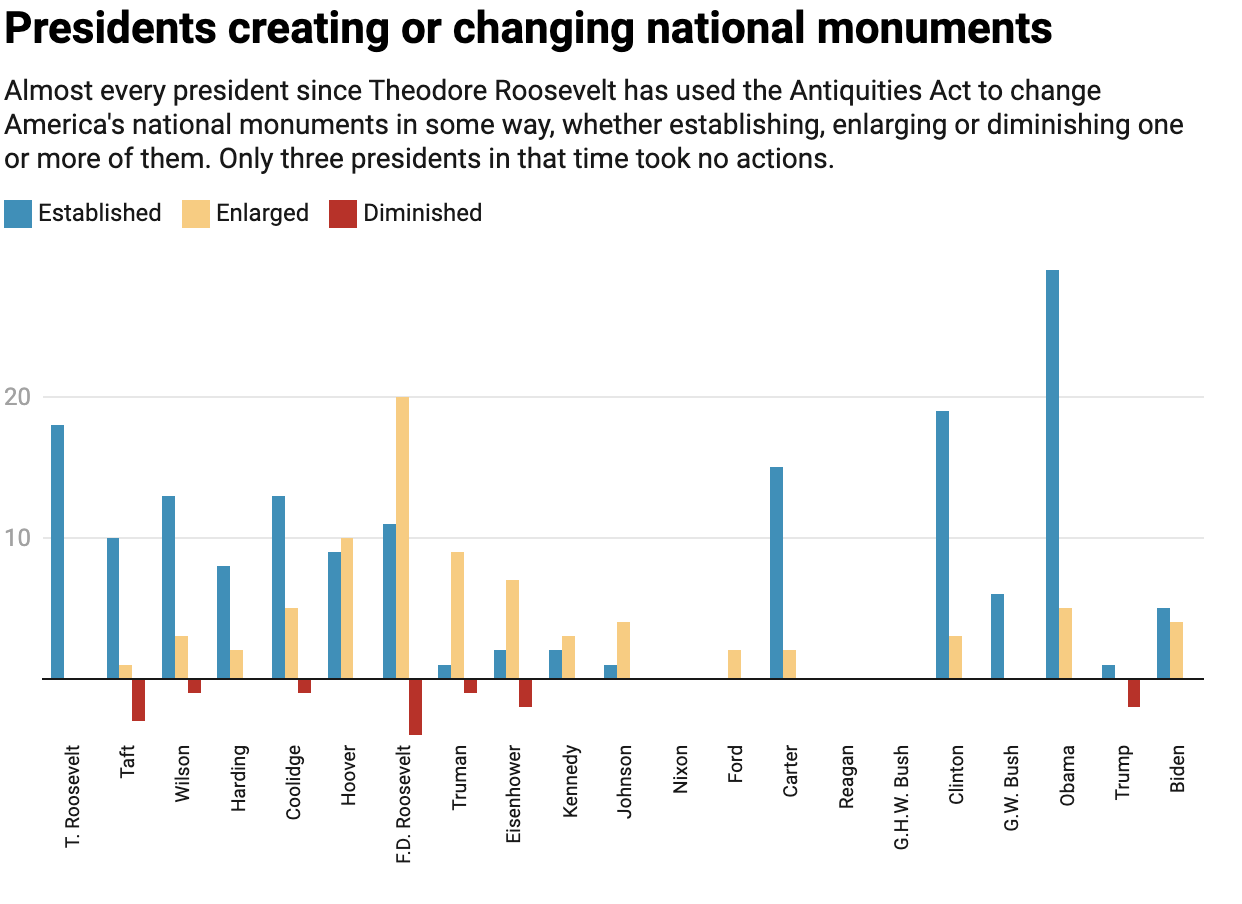 Presidents creating or changing national monuments
Almost every president since Theodore Roosevelt has used the Antiquities Act to change
America's national monuments in some way, whether establishing, enlarging or diminishing one
or more of them. Only three presidents in that time took no actions.
Established Enlarged Diminished
20
10
T. Roosevelt
Taft
Wilson
Harding
Coolidge
Hoover
F.D. Roosevelt
Truman
Eisenhower
Kennedy
Johnson
Nixon
Ford
Carter
Reagan
G.H.W. Bush
Clinton
G.W. Bush
Obama
Trump
Biden